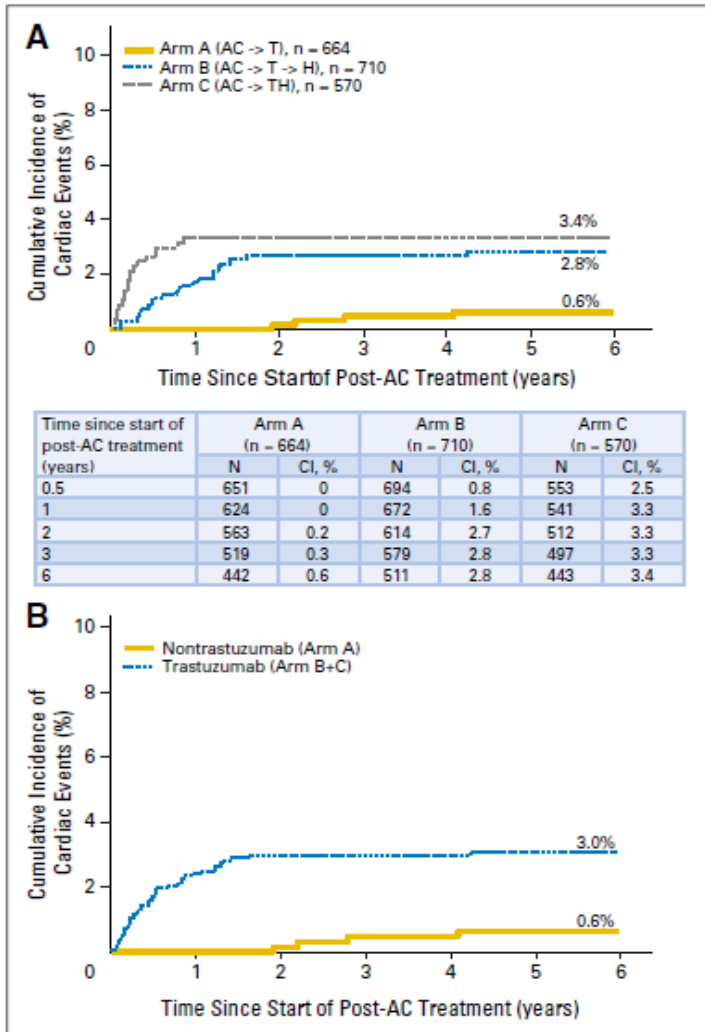 A
Arm A (AC -> T), n = 664
Arm B (AC -> T -> H), n = 710
Arm C (AC -> TH), n = 570
Cumulative Incidence of
Cardiac Events (%)
10
8
6
4
2
0
3.4%
2.8%
0.6%
1 2 3 4 5 6
Time Since Startof Post-AC Treatment (years)
Time since start of post-AC treatment (years) Arm A (n = 664) Arm B (n = 710) Arm C (n = 570)
N CI, % N CI, % N CI, %
0.5 651 0 694 0.8 553 2.5
1 624 0 672 1.6 541 3.3
2 563 0.2 614 2.7 512 3.3
3 519 0.3 579 2.8 497 3.3
6 442 0.6 511 2.8 443 3.4
B
Nontrastuzumab (Arm A)
Trastuzumab (Arm B+C)
Cumulative Incidence of
Cardiac Events (%)
10
8
6
4
2
0
3.0%
0.6%
1 2 3 4 5 6
Time Since Start of Post-AC Treatment (years)